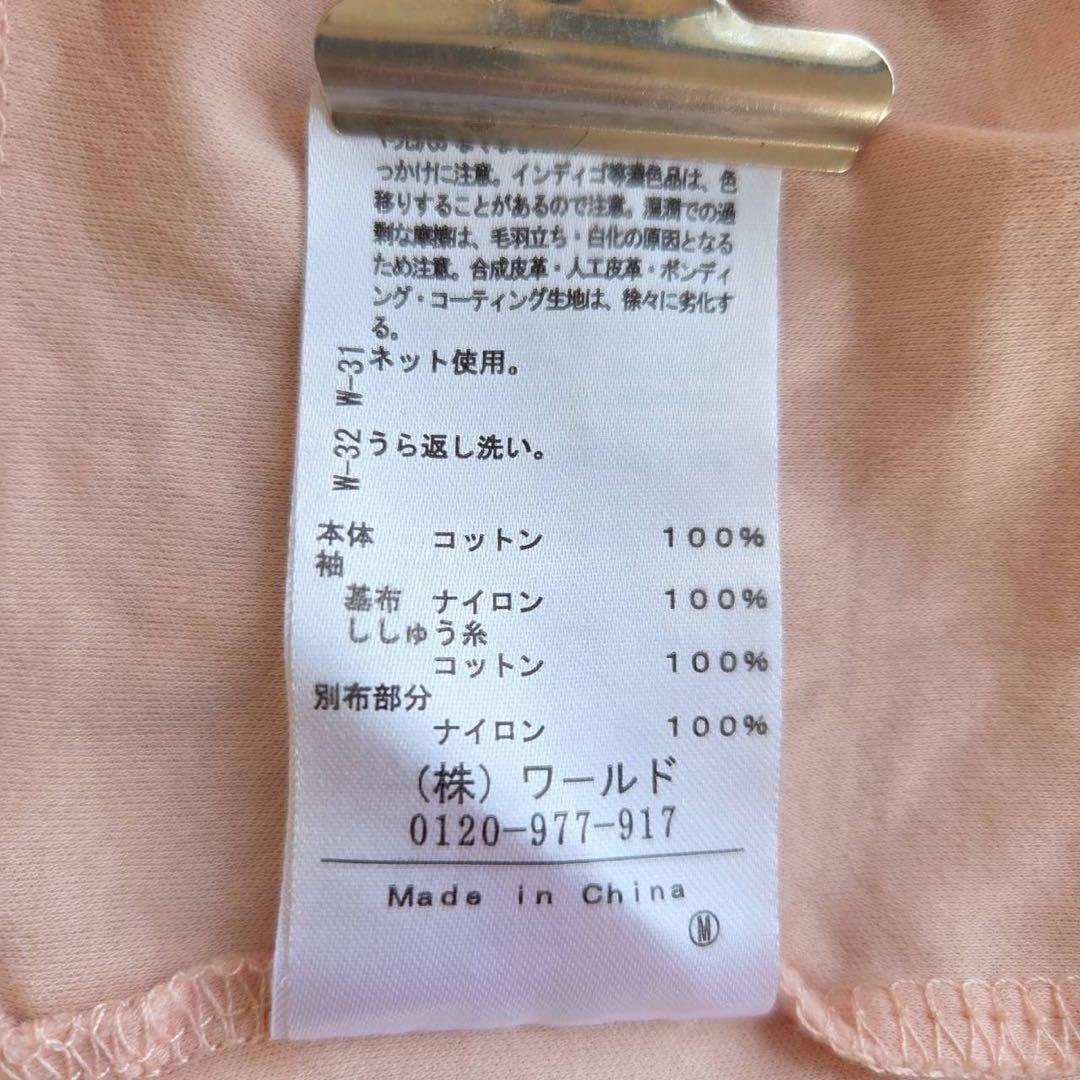 っかけに注意。インディゴ等濃色品は、色
移りすることがあるので注意。湿潤での過
剰な摩擦は、毛羽立ち・白化の原因となる
ため注意。合成皮革・人工皮革・ボンディ
ング・コーティング生地は、徐々に劣化す
る。
W-31 ネット使用。
W-32 うら返し洗い。
本体 コットン 100%
袖
基布 ナイロン 100%
ししゅう糸
コットン 100%
別布部分
ナイロン 100%
(株) ワールド
0120-977-917
Made in China
Ⓜ